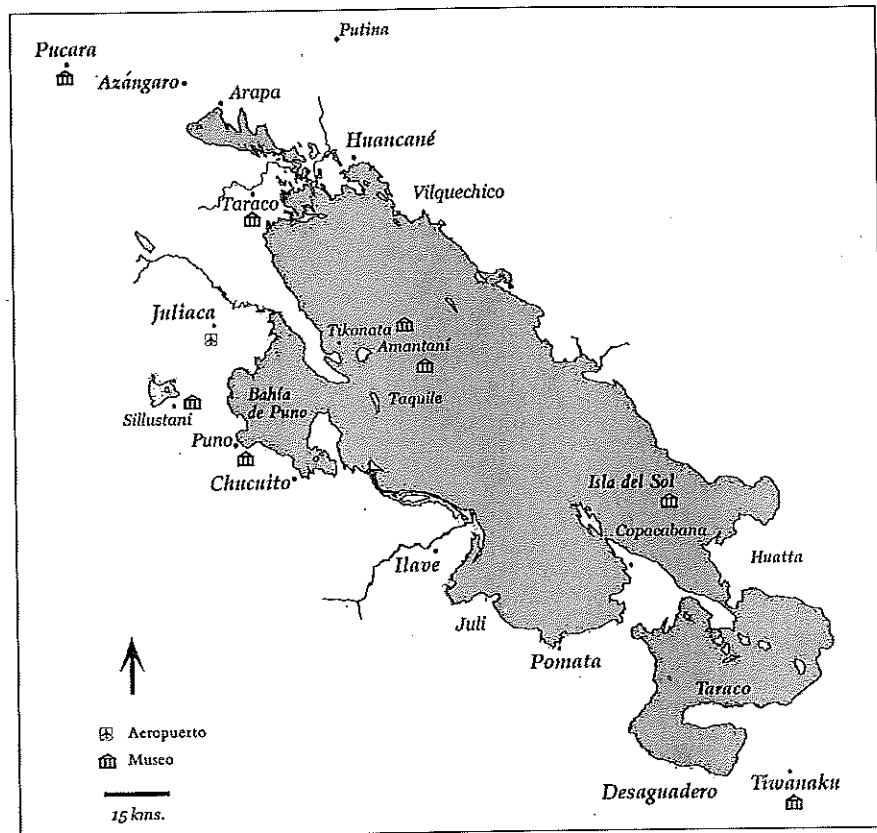 Putina
Pucara
Azángaro
Arapa
Huancané
Vilquechico
Taraco
Juliaca
Tikonata
Amantaní
Bahía
de Puno
Taquile
Sillustani
Puno
Chucuito
Isla del Sol
Copacabana
Huatta
Ilave
Juli
Pomata
Taraco
Aeropuerto
Museo
Desaguadero
Tiwanaku
15 kms.